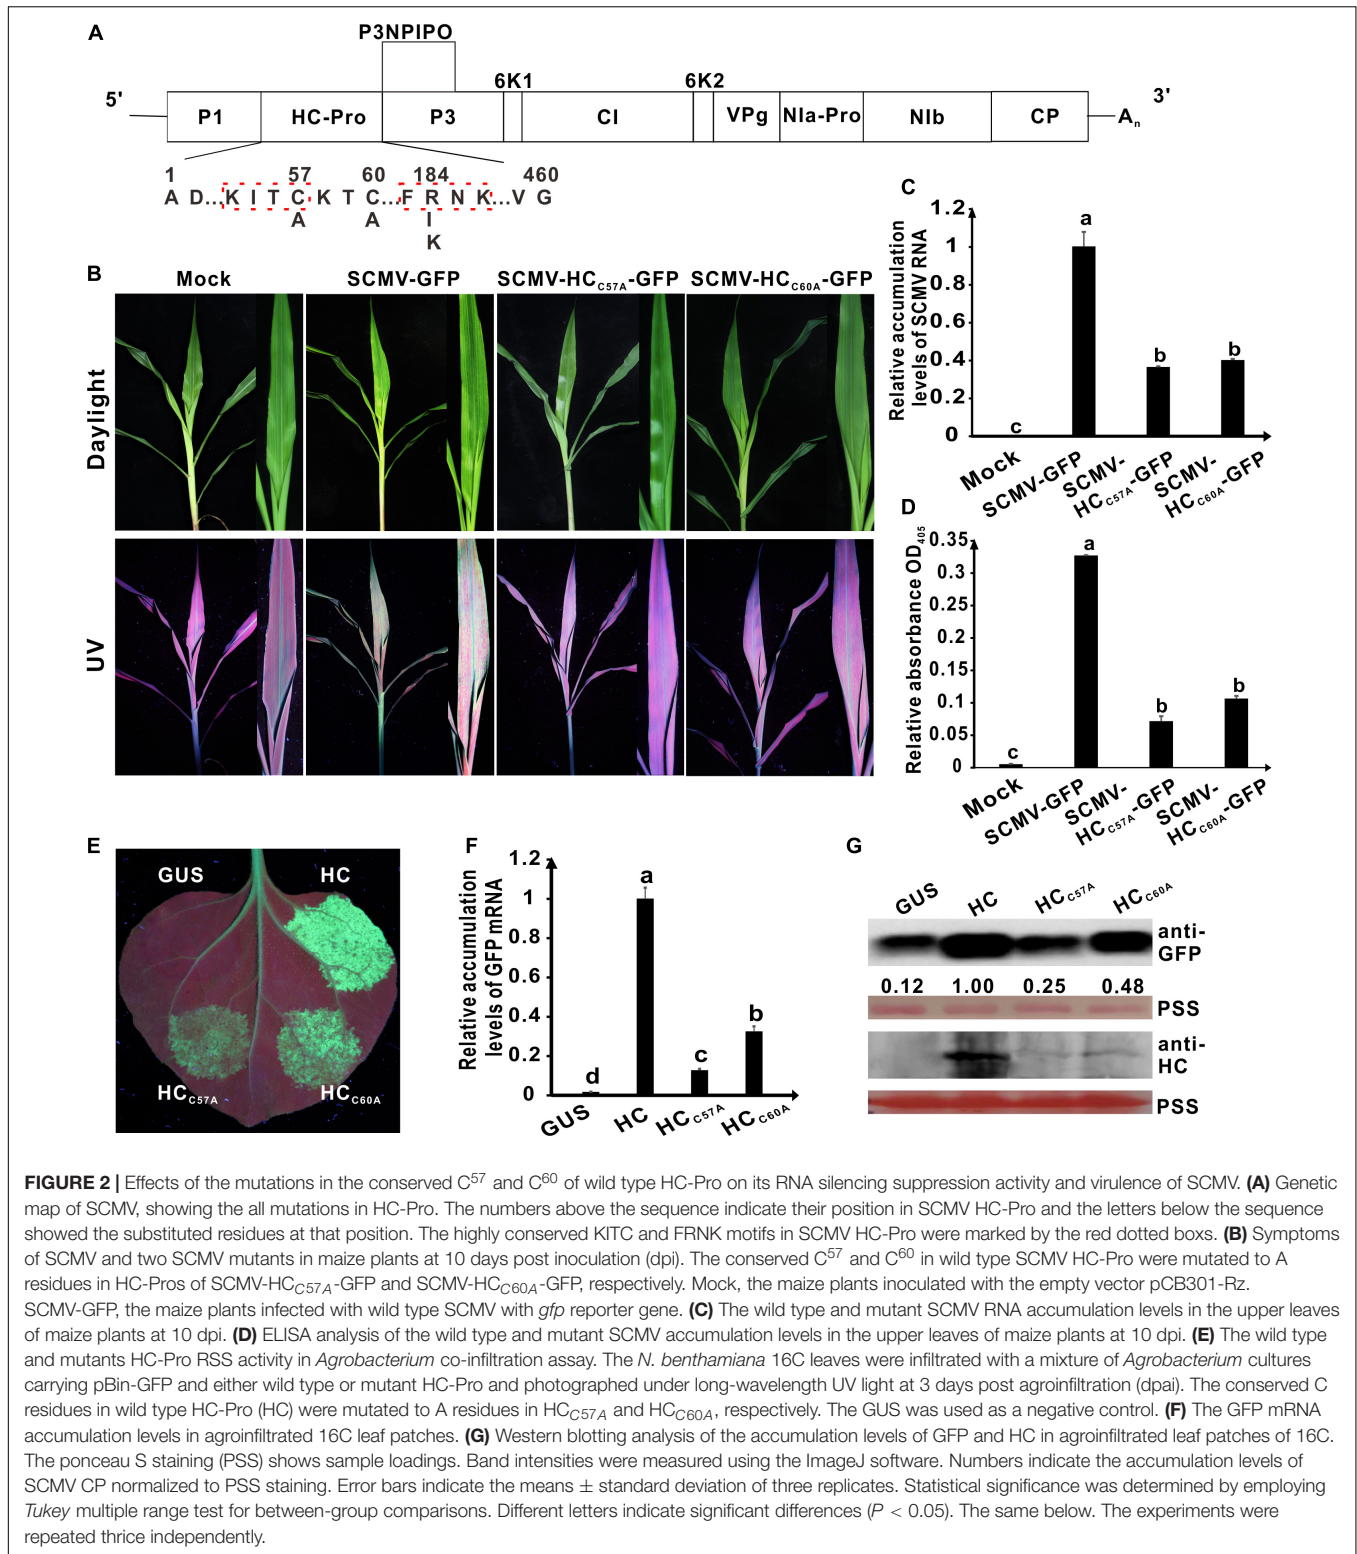 A
P3NPIPO
6K1
6K2
5'
3'
P1
HC-Pro
P3
CI
VPg
NIa-Pro
NIb
CP
An
1 57 60 184 460
A D...K I T C K T C...F R N K...V G
A A I
K
B
Mock
SCMV-GFP
SCMV-HCC57A-GFP
SCMV-HCC60A-GFP
Daylight
UV
C
Relative accumulation
levels of SCMV RNA
1.2
1
0.8
0.6
0.4
0.2
0
c
a
b
b
Mock
SCMV-GFP
SCMV-
HCC57A-GFP
SCMV-
HCC60A-GFP
D
Relative absorbance OD405
0.35
0.3
0.25
0.2
0.15
0.1
0.05
0
c
a
b
b
Mock
SCMV-GFP
SCMV-
HCC57A-GFP
SCMV-
HCC60A-GFP
E
GUS
HC
HCC57A
HCC60A
F
Relative accumulation
levels of GFP mRNA
1.2
1
0.8
0.6
0.4
0.2
0
d
a
c
b
GUS
HC
HCC57A
HCC60A
G
GUS HC HCC57A HCC60A
anti-
GFP
0.12 1.00 0.25 0.48
PSS
anti-
HC
PSS
FIGURE 2 | Effects of the mutations in the conserved C57 and C60 of wild type HC-Pro on its RNA silencing suppression activity and virulence of SCMV. (A) Genetic
map of SCMV, showing the all mutations in HC-Pro. The numbers above the sequence indicate their position in SCMV HC-Pro and the letters below the sequence
showed the substituted residues at that position. The highly conserved KITC and FRNK motifs in SCMV HC-Pro were marked by the red dotted boxs. (B) Symptoms
of SCMV and two SCMV mutants in maize plants at 10 days post inoculation (dpi). The conserved C57 and C60 in wild type SCMV HC-Pro were mutated to A
residues in HC-Pros of SCMV-HCC57A-GFP and SCMV-HCC60A-GFP, respectively. Mock, the maize plants inoculated with the empty vector pCB301-Rz.
SCMV-GFP, the maize plants infected with wild type SCMV with gfp reporter gene. (C) The wild type and mutant SCMV RNA accumulation levels in the upper leaves
of maize plants at 10 dpi. (D) ELISA analysis of the wild type and mutant SCMV accumulation levels in the upper leaves of maize plants at 10 dpi. (E) The wild type
and mutants HC-Pro RSS activity in Agrobacterium co-infiltration assay. The N. benthamiana 16C leaves were infiltrated with a mixture of Agrobacterium cultures
carrying pBin-GFP and either wild type or mutant HC-Pro and photographed under long-wavelength UV light at 3 days post agroinfiltration (dpai). The conserved C
residues in wild type HC-Pro (HC) were mutated to A residues in HCC57A and HCC60A, respectively. The GUS was used as a negative control. (F) The GFP mRNA
accumulation levels in agroinfiltrated 16C leaf patches. (G) Western blotting analysis of the accumulation levels of GFP and HC in agroinfiltrated leaf patches of 16C.
The ponceau S staining (PSS) shows sample loadings. Band intensities were measured using the ImageJ software. Numbers indicate the accumulation levels of
SCMV CP normalized to PSS staining. Error bars indicate the means ± standard deviation of three replicates. Statistical significance was determined by employing
Tukey multiple range test for between-group comparisons. Different letters indicate significant differences (P < 0.05). The same below. The experiments were
repeated thrice independently.